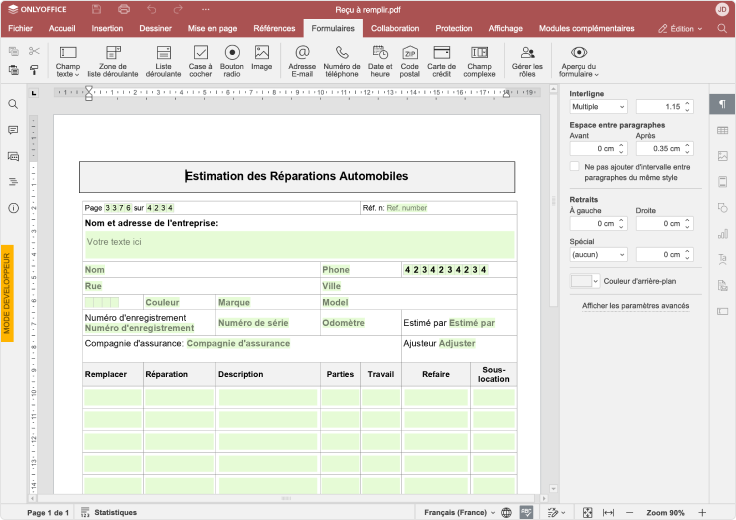 ONLYOFFICE
Reçu à remplir.pdf
JD
Fichier Accueil Insertion Dessiner Mise en page Références Formulaires Collaboration Protection Affichage Modules complémentaires Édition
Champ texte
Zone de liste déroulante
Liste déroulante
Case à cocher
Bouton radio
Image
Adresse E-mail
Numéro de téléphone
Date et heure
ZIP
Code postal
Carte de crédit
Champ complexe
Gérer les rôles
Aperçu du formulaire
MODE DEVELOPPEUR
Estimation des Réparations Automobiles
Page 3 3 7 6 sur 4 2 3 4 Réf. n: Ref. number
Nom et adresse de l'entreprise:
Votre texte ici
Nom Phone 4 2 3 4 2 3 4 2 3 4
Rue Ville
Couleur Marque Model
Numéro d'enregistrement
Numéro d'enregistrement Numéro de série Odomètre Estimé par Estimé par
Compagnie d'assurance: Compagnie d'assurance Ajusteur Adjuster
Remplacer Réparation Description Parties Travail Refaire Sous-location
Interligne
Multiple 1.15
Espace entre paragraphes
Avant Après
0 cm 0.35 cm
Ne pas ajouter d'intervalle entre
paragraphes du même style
Retraits
À gauche Droite
0 cm 0 cm
Spécial
(aucun) 0 cm
Couleur d'arrière-plan
Afficher les paramètres avancés
Page 1 de 1 Statistiques Français (France) Zoom 90%